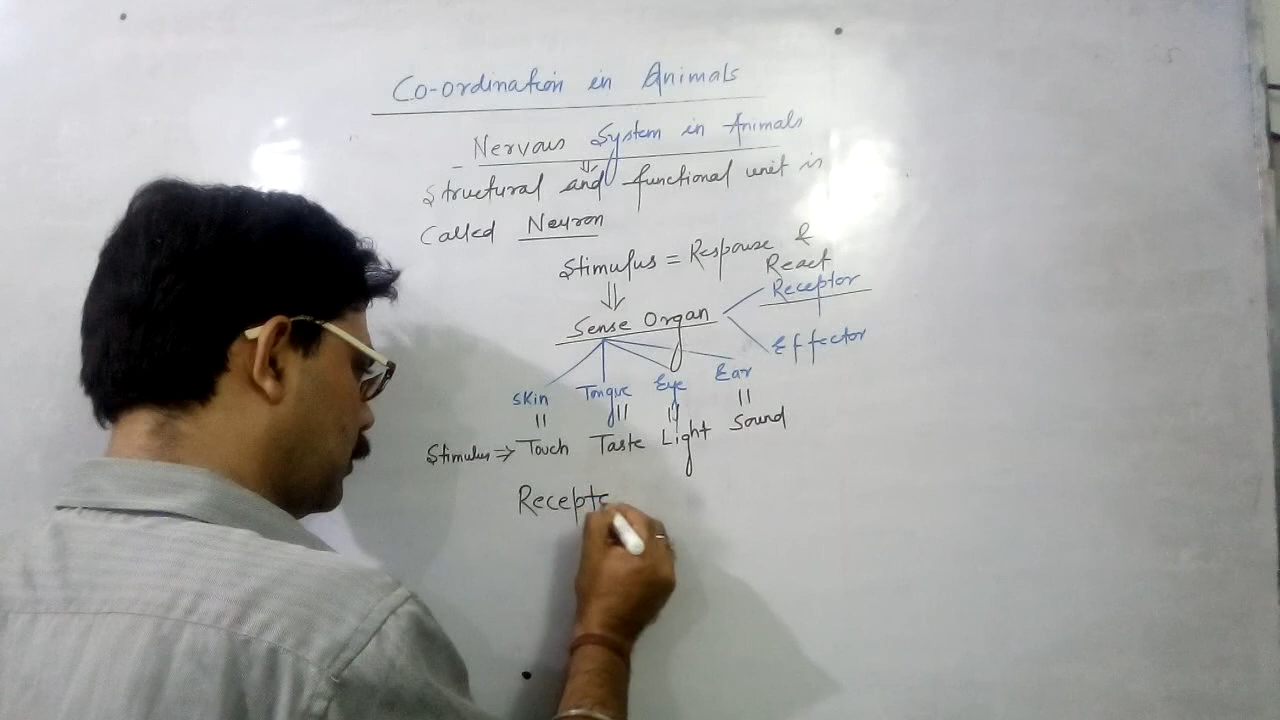 Co-ordination in Animals
- Nervous System in Animals
⇓
Structural and functional unit is
Called Neuron
Stimulus = Response &
React
⇓
Receptor
Sense Organ
Effector
Skin Tongue Eye Ear
Stimulus ⇒ Touch Taste Light Sound
Recepto